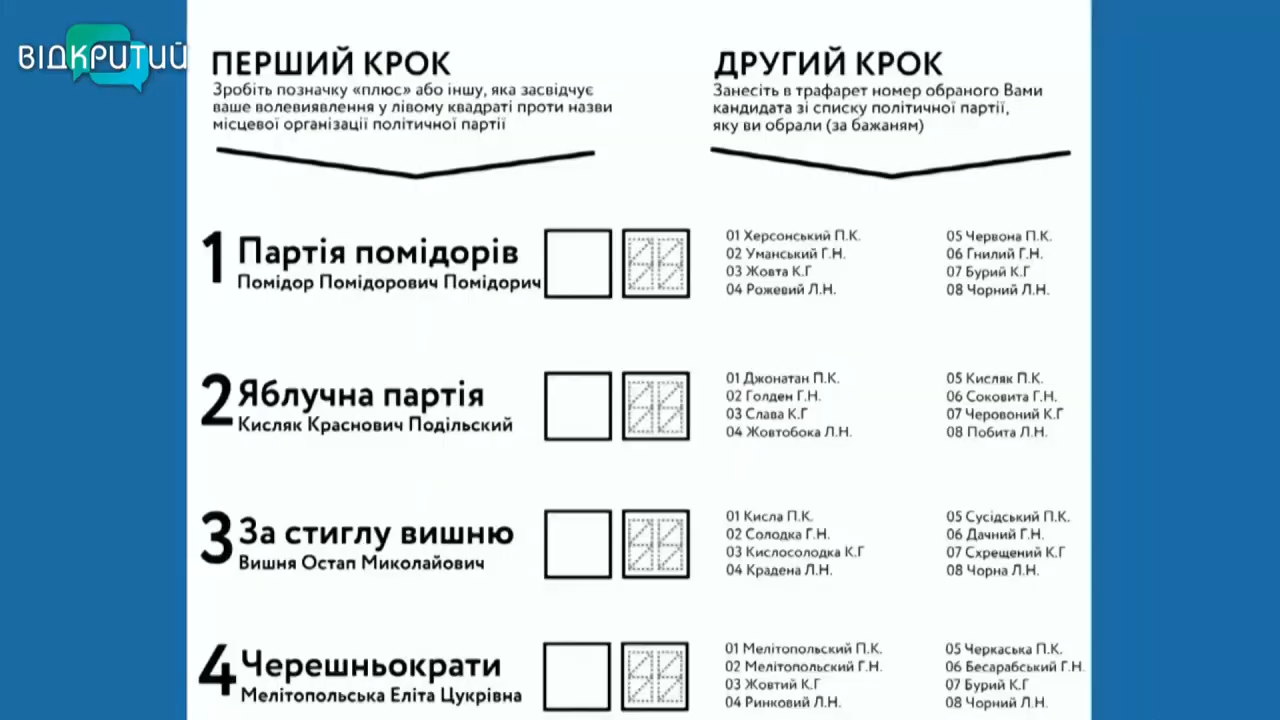 ВІДКРИТИЙ
ПЕРШИЙ КРОК
Зробіть позначку «плюс» або іншу, яка засвідчує
ваше волевиявлення у лівому квадраті проти назви
місцевої організації політичної партії
ДРУГИЙ КРОК
Занесіть в трафарет номер обраного Вами
кандидата зі списку політичної партії,
яку ви обрали (за бажаням)
1 Партія помідорів
Помідор Помідорович Помідорич
01 Херсонський П.К.
02 Уманський Г.Н.
03 Жовта К.Г
04 Рожевий Л.Н.
05 Червона П.К.
06 Гнилий Г.Н.
07 Бурий К.Г
08 Чорний Л.Н.
2 Яблучна партія
Кисляк Краснович Подільский
01 Джонатан П.К.
02 Голден Г.Н.
03 Слава К.Г
04 Жовтобока Л.Н.
05 Кисляк П.К.
06 Соковита Г.Н.
07 Червоний К.Г
08 Побита Л.Н.
3 За стиглу вишню
Вишня Остап Миколайович
01 Кисла П.К.
02 Солодка Г.Н.
03 Кислосолодка К.Г
04 Крадена Л.Н.
05 Сусідський П.К.
06 Дачний Г.Н.
07 Схрещений К.Г
08 Чорна Л.Н.
4 Черешньократи
Мелітопольська Еліта Цукрівна
01 Мелітопольский П.К.
02 Мелітопольский Г.Н.
03 Жовтий К.Г
04 Ринковий Л.Н.
05 Черкаська П.К.
06 Бесарабський Г.Н.
07 Бурий К.Г
08 Чорний Л.Н.